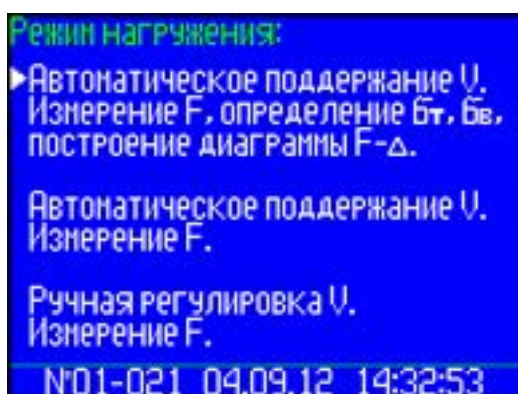 Режим нагружения:
Автоматическое поддержание V.
Измерение F, определение σт, σв,
построение диаграммы F-Δ.
Автоматическое поддержание V.
Измерение F.
Ручная регулировка V.
Измерение F.
№01-021 04.09.12 14:32:53